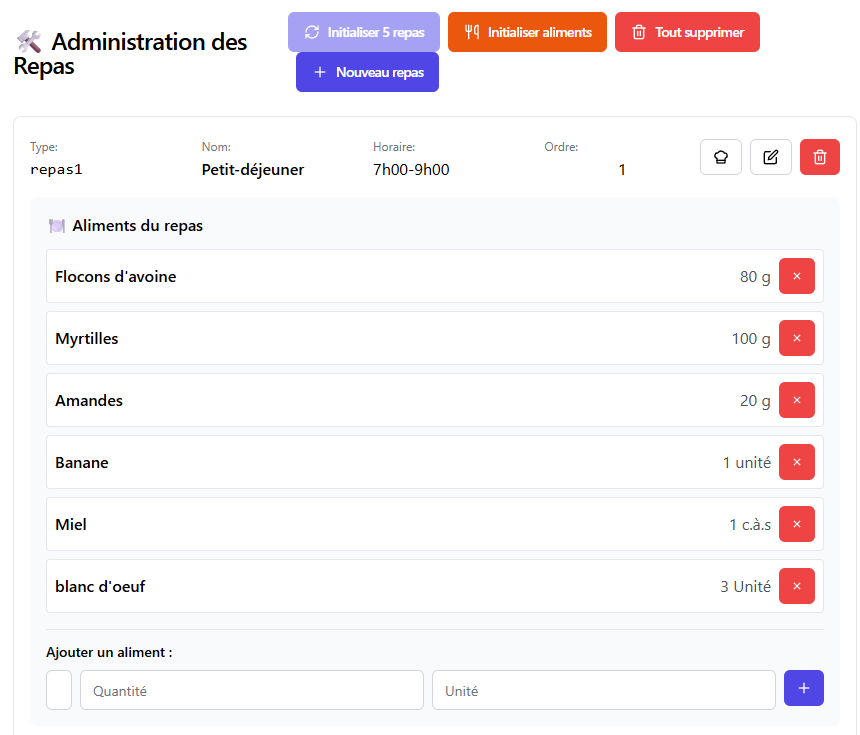 Administration des
Repas
Initialiser 5 repas
Initialiser aliments
Tout supprimer
Nouveau repas
Type:
repas1
Nom:
Petit-déjeuner
Horaire:
7h00-9h00
Ordre:
1
Aliments du repas
Flocons d'avoine 80 g
Myrtilles 100 g
Amandes 20 g
Banane 1 unité
Miel 1 c.à.s
blanc d'oeuf 3 Unité
Ajouter un aliment :
Quantité
Unité